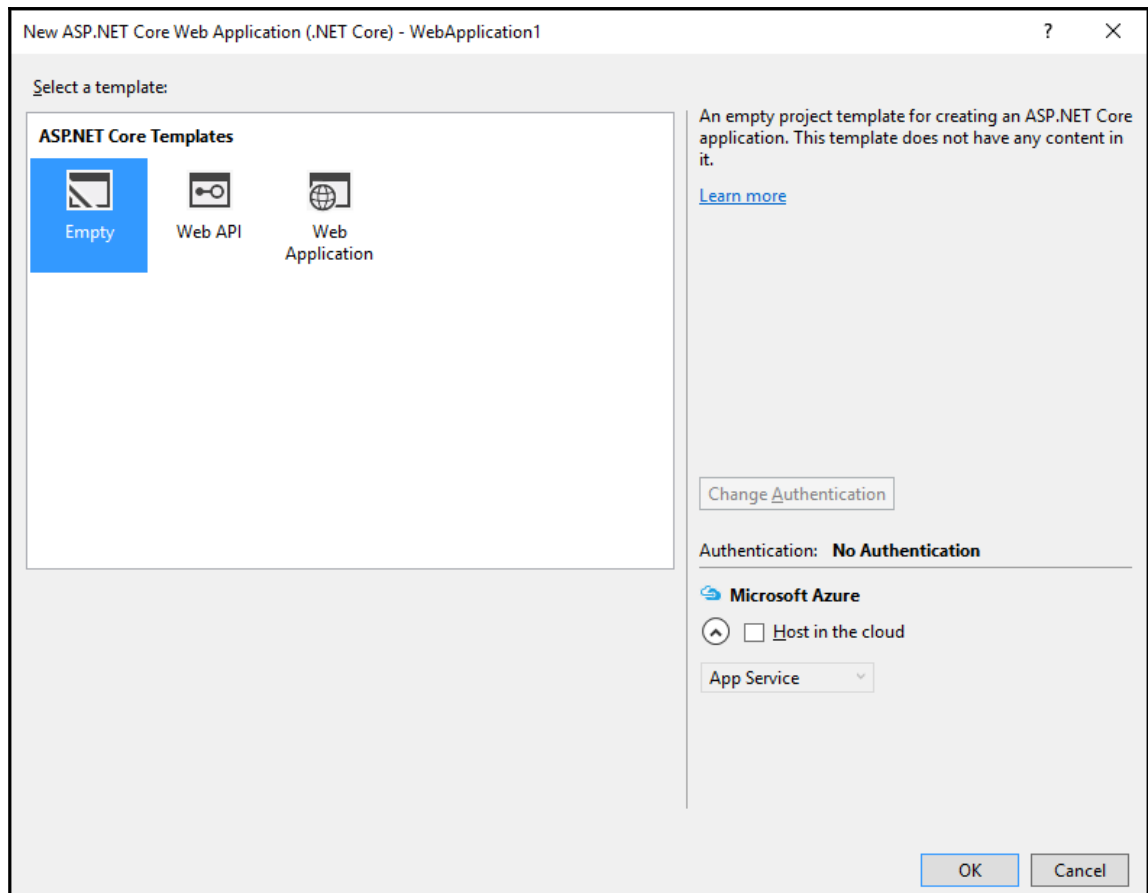 New ASP.NET Core Web Application (.NET Core) - WebApplication1
Select a template:
ASP.NET Core Templates
Empty
Web API
Web
Application
An empty project template for creating an ASP.NET Core
application. This template does not have any content in
it.
Learn more
Change Authentication
Authentication: No Authentication
Microsoft Azure
Host in the cloud
App Service
OK
Cancel